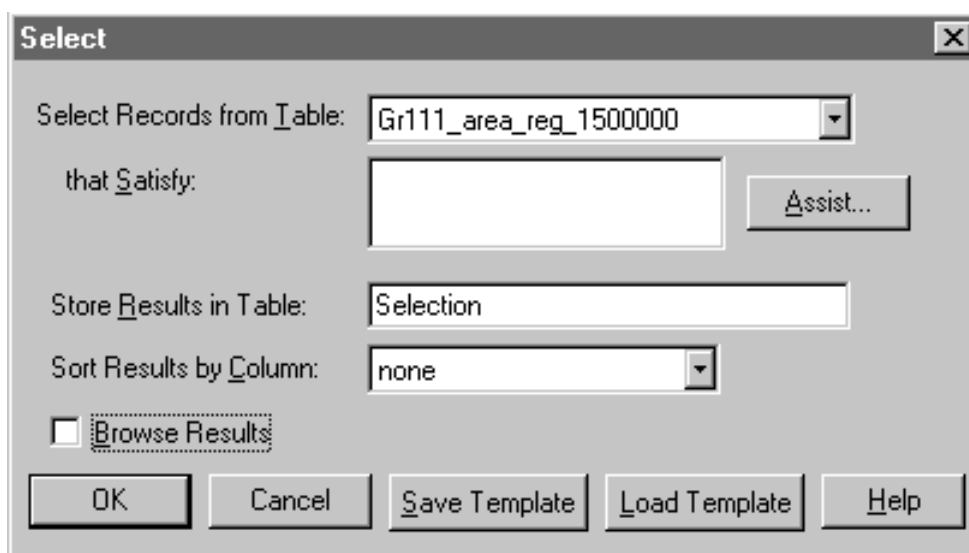 Select
Select Records from Table: Gr111_area_reg_1500000
that Satisfy:
Assist...
Store Results in Table: Selection
Sort Results by Column: none
Browse Results
OK Cancel Save Template Load Template Help